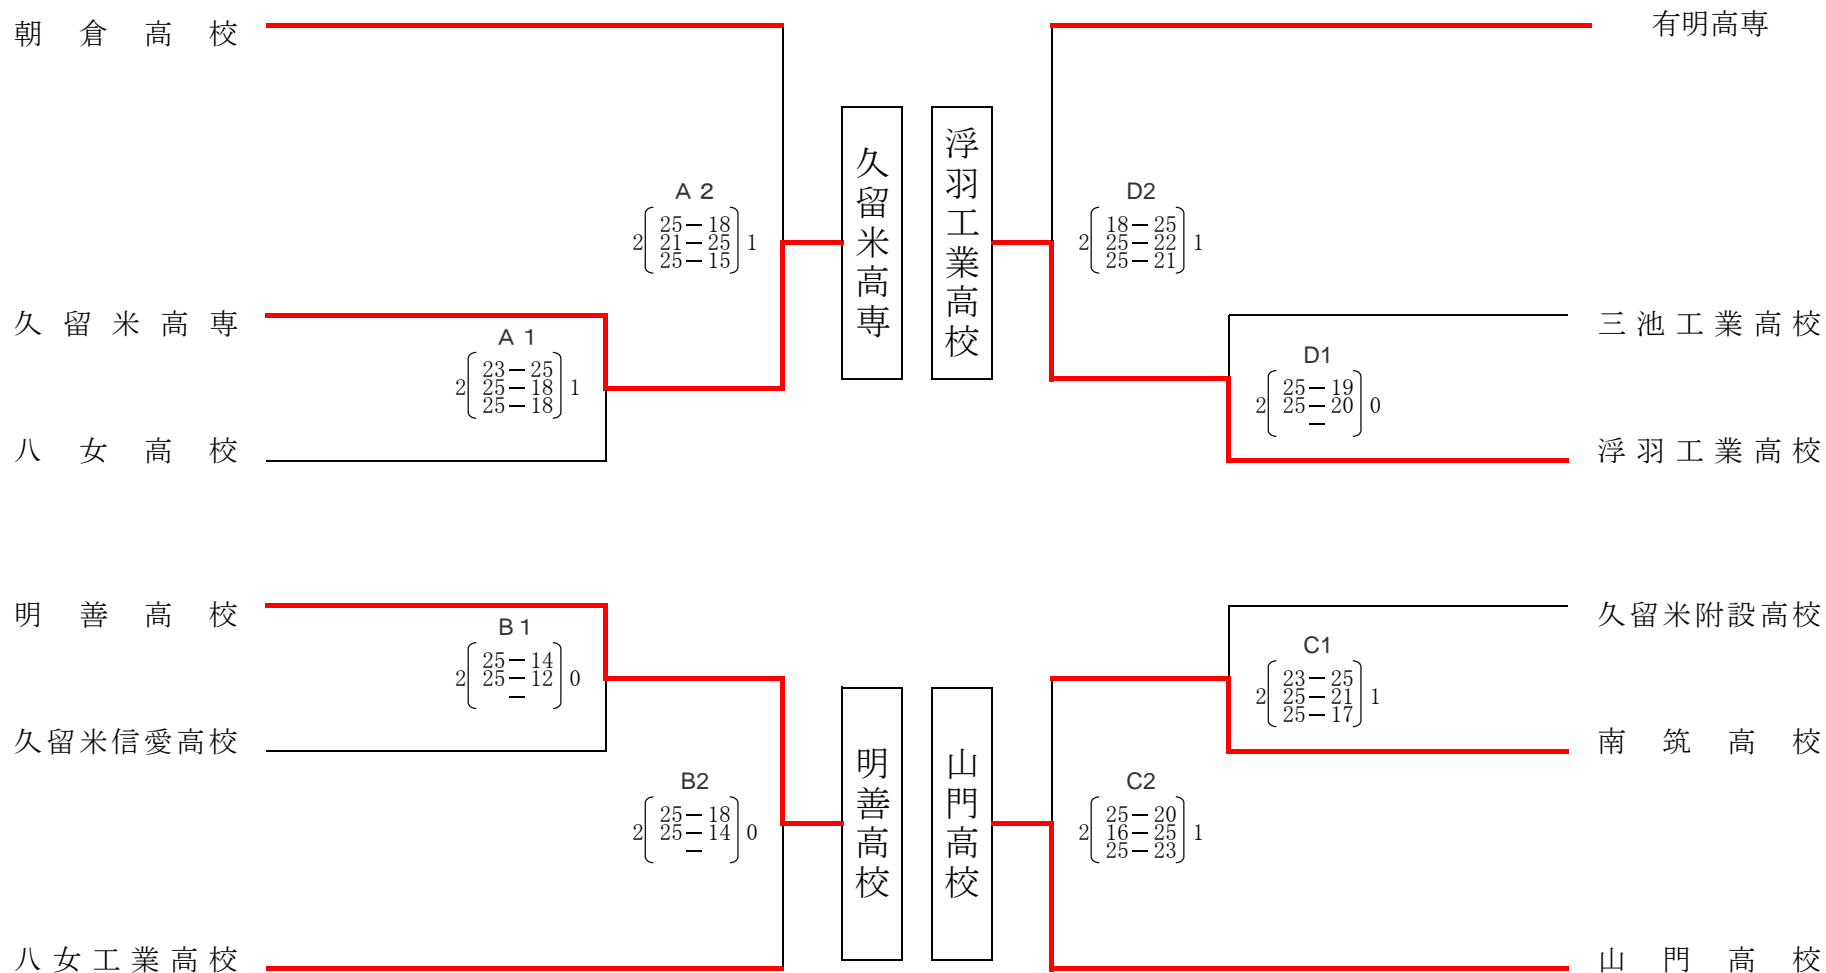 朝倉高校
A 2
2 25－18 1
21－25
25－15
久留米高専
A 1
2 23－25 1
25－18
25－18
八女高校
久留米高専
浮羽工業高校
有明高専
D2
2 18－25 1
25－22
25－21
三池工業高校
D1
2 25－19 0
25－20
－
浮羽工業高校
明善高校
B 1
2 25－14 0
25－12
－
久留米信愛高校
B2
2 25－18 0
25－14
－
八女工業高校
明善高校
山門高校
久留米附設高校
C1
2 23－25 1
25－21
25－17
南筑高校
C2
2 25－20 1
16－25
25－23
山門高校